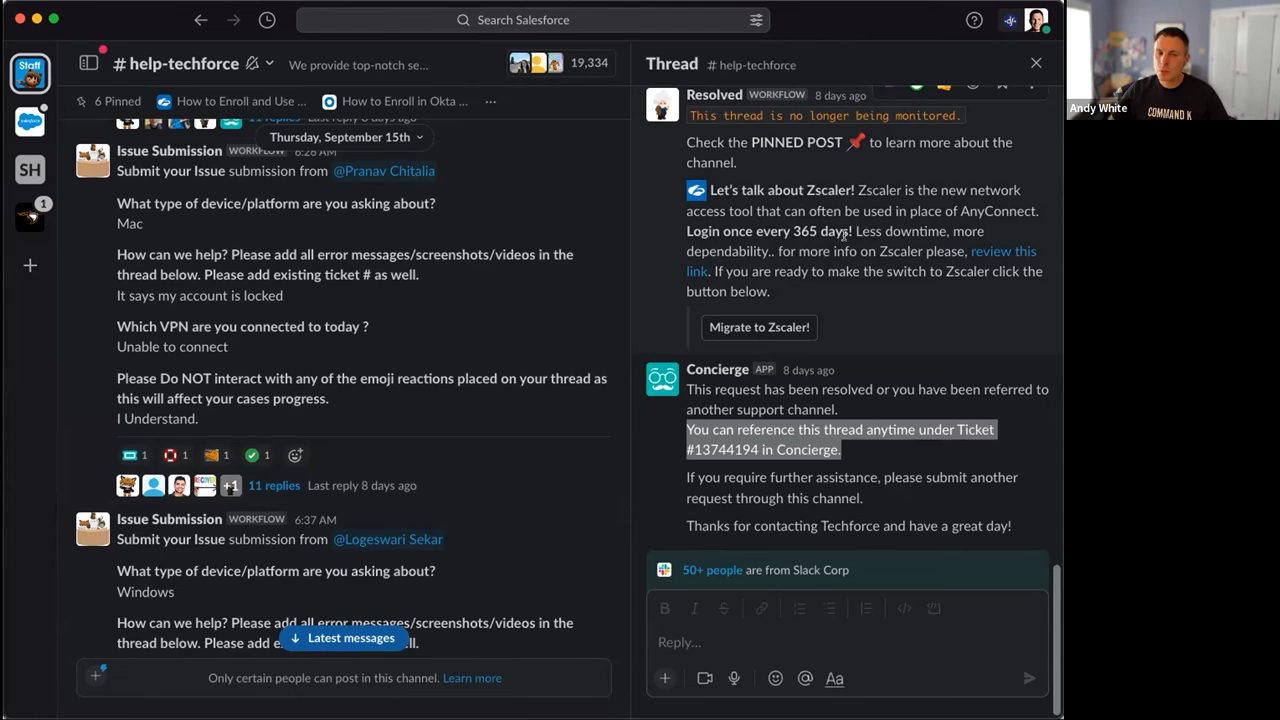 Search Salesforce
Andy White
COMMAND K
Staff
SH
1
# help-techforce
We provide top-notch se...
19,334
6 Pinned
How to Enroll and Use ...
How to Enroll in Okta ...
Thursday, September 15th
Issue Submission WORKFLOW 6:26 AM
Submit your Issue submission from @Pranav Chitalia
What type of device/platform are you asking about?
Mac
How can we help? Please add all error messages/screenshots/videos in the
thread below. Please add existing ticket # as well.
It says my account is locked
Which VPN are you connected to today ?
Unable to connect
Please Do NOT interact with any of the emoji reactions placed on your thread as
this will affect your cases progress.
I Understand.
1 1 1 1
+1 11 replies Last reply 8 days ago
Issue Submission WORKFLOW 6:37 AM
Submit your Issue submission from @Logeswari Sekar
What type of device/platform are you asking about?
Windows
How can we help? Please add all error messages/screenshots/videos in the
thread below. Please add
Latest messages
Only certain people can post in this channel. Learn more
Thread # help-techforce
Resolved WORKFLOW 8 days ago
This thread is no longer being monitored.
Check the PINNED POST 📌 to learn more about the
channel.
Let's talk about Zscaler! Zscaler is the new network
access tool that can often be used in place of AnyConnect.
Login once every 365 days! Less downtime, more
dependability.. for more info on Zscaler please, review this
link. If you are ready to make the switch to Zscaler click the
button below.
Migrate to Zscaler!
Concierge APP 8 days ago
This request has been resolved or you have been referred to
another support channel.
You can reference this thread anytime under Ticket
#13744194 in Concierge.
If you require further assistance, please submit another
request through this channel.
Thanks for contacting Techforce and have a great day!
50+ people are from Slack Corp
B I S
Reply...
Aa